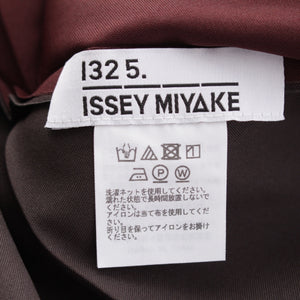 132 5.
ISSEY MIYAKE
P W
洗濯ネットを使用してください。
濡れた状態で長時間放置しない
でください。
アイロンは当て布を使用してく
ださい。
折り目を保ってアイロンがけし
てください。